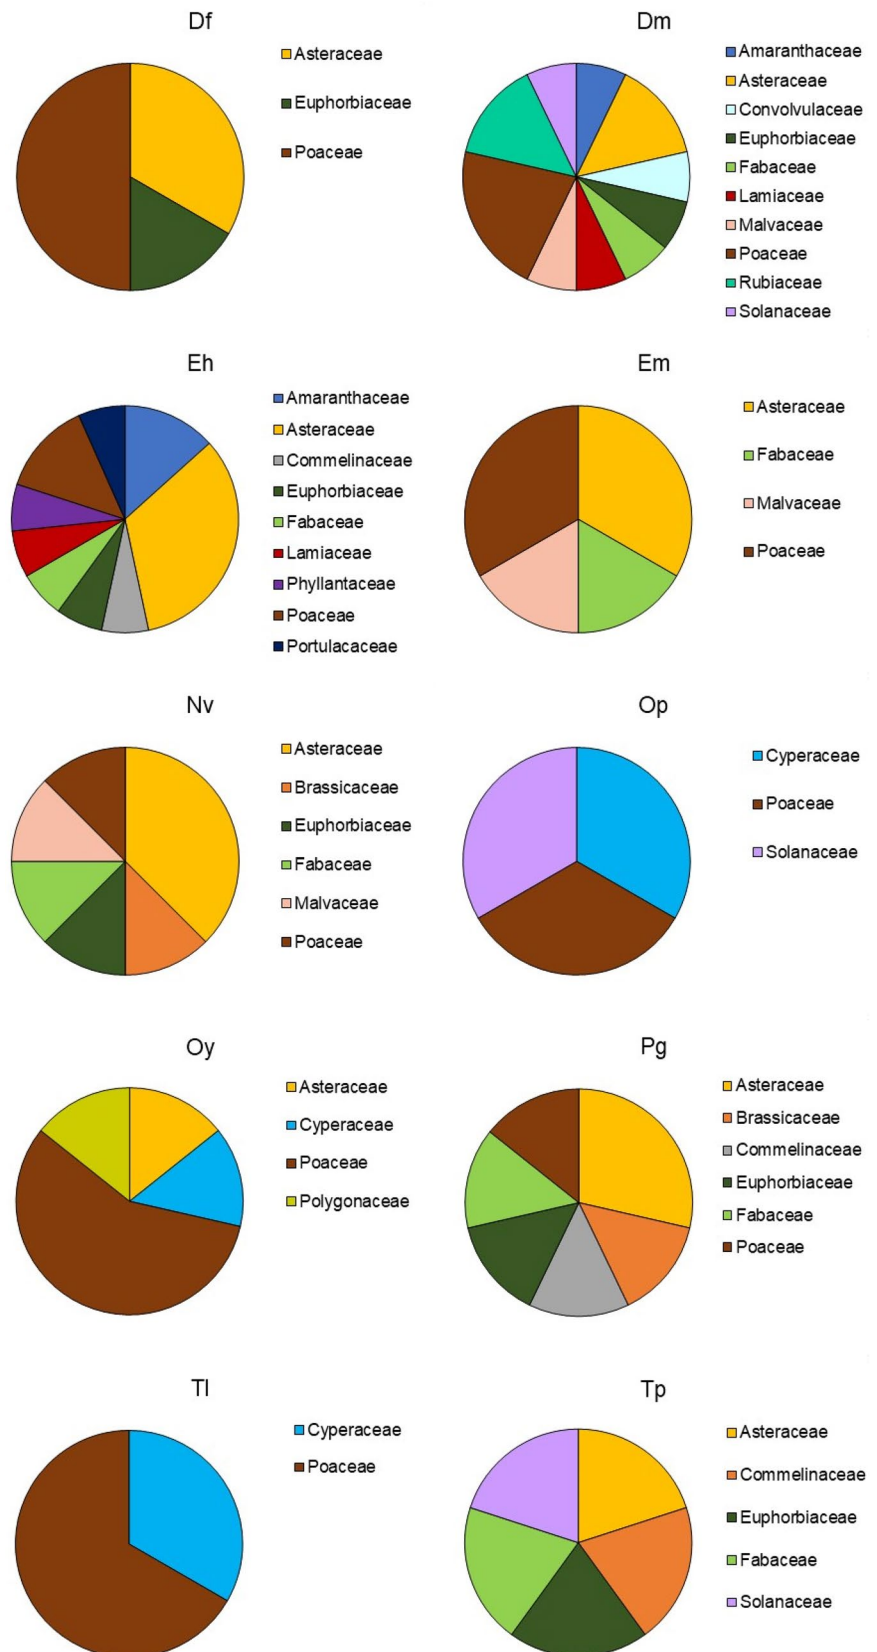 Df
Asteraceae
Euphorbiaceae
Poaceae
Dm
Amaranthaceae
Asteraceae
Convolvulaceae
Euphorbiaceae
Fabaceae
Lamiaceae
Malvaceae
Poaceae
Rubiaceae
Solanaceae
Eh
Amaranthaceae
Asteraceae
Commelinaceae
Euphorbiaceae
Fabaceae
Lamiaceae
Phyllantaceae
Poaceae
Portulacaceae
Em
Asteraceae
Fabaceae
Malvaceae
Poaceae
Nv
Asteraceae
Brassicaceae
Euphorbiaceae
Fabaceae
Malvaceae
Poaceae
Op
Cyperaceae
Poaceae
Solanaceae
Oy
Asteraceae
Cyperaceae
Poaceae
Polygonaceae
Pg
Asteraceae
Brassicaceae
Commelinaceae
Euphorbiaceae
Fabaceae
Poaceae
Tl
Cyperaceae
Poaceae
Tp
Asteraceae
Commelinaceae
Euphorbiaceae
Fabaceae
Solanaceae